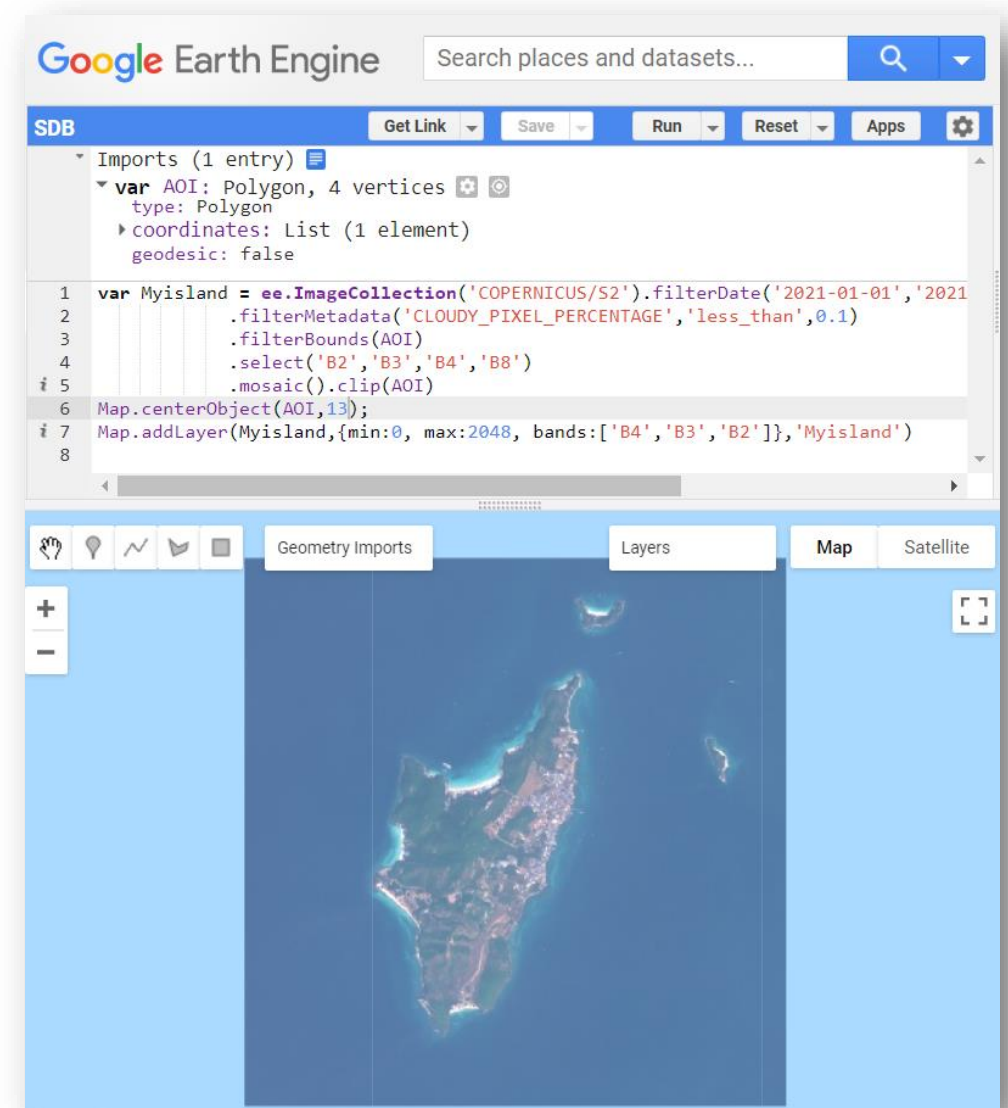 Google Earth Engine
Search places and datasets...
SDB
Get Link
Save
Run
Reset
Apps
Imports (1 entry)
var AOI: Polygon, 4 vertices
type: Polygon
coordinates: List (1 element)
geodesic: false
1 var Myisland = ee.ImageCollection('COPERNICUS/S2').filterDate('2021-01-01','2021
2 .filterMetadata('CLOUDY_PIXEL_PERCENTAGE','less_than',0.1)
3 .filterBounds(AOI)
4 .select('B2','B3','B4','B8')
i 5 .mosaic().clip(AOI)
6 Map.centerObject(AOI,13);
i 7 Map.addLayer(Myisland,{min:0, max:2048, bands:['B4','B3','B2']},'Myisland')
8
Geometry Imports
Layers
Map
Satellite